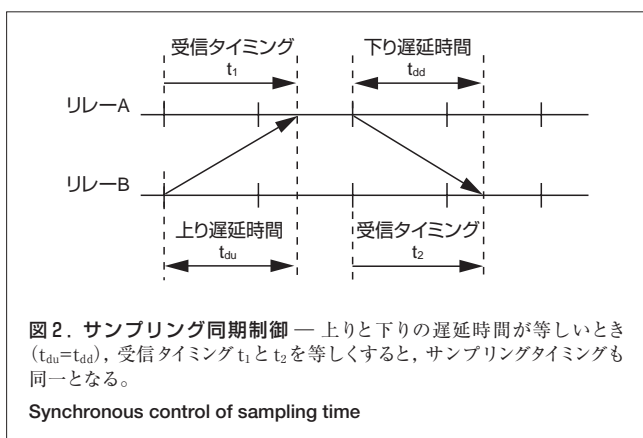 受信タイミング
t₁
下り遅延時間
tdd
リレーA
リレーB
上り遅延時間
tdu
受信タイミング
t₂
図2．サンプリング同期制御 ― 上りと下りの遅延時間が等しいとき
（tdu=tdd），受信タイミングt₁とt₂を等しくすると，サンプリングタイミングも
同一となる。
Synchronous control of sampling time